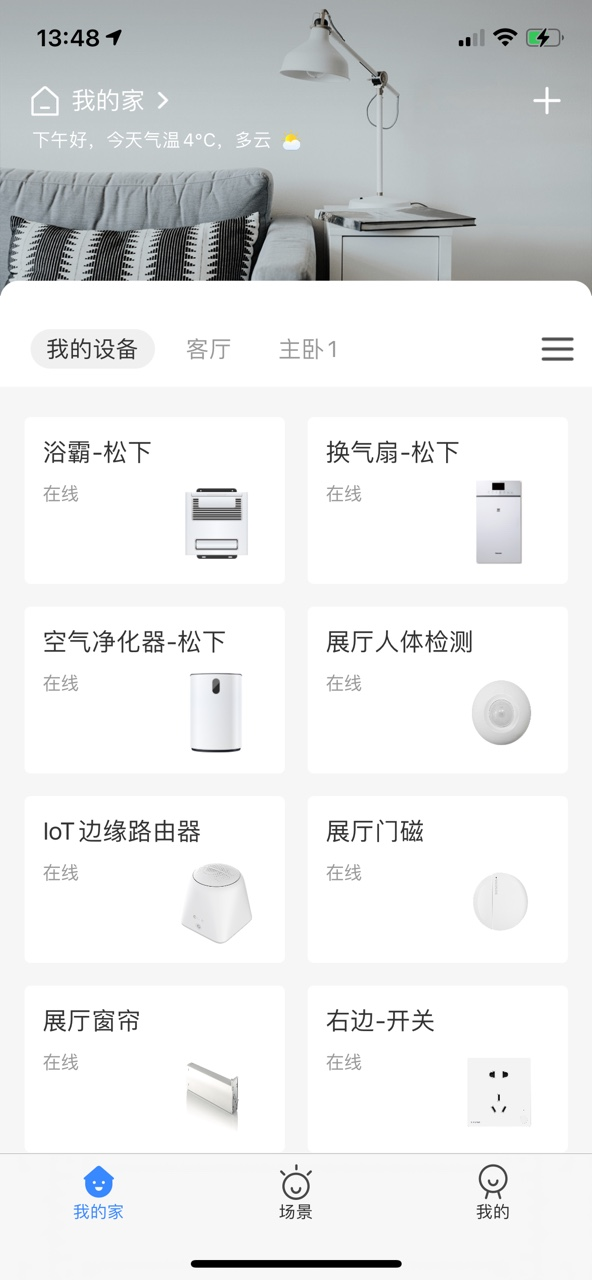 13:48
我的家
下午好，今天气温4°C，多云
我的设备 客厅 主卧1
浴霸-松下
在线
换气扇-松下
在线
空气净化器-松下
在线
展厅人体检测
在线
IoT边缘路由器
在线
展厅门磁
在线
展厅窗帘
在线
右边-开关
在线
我的家 场景 我的